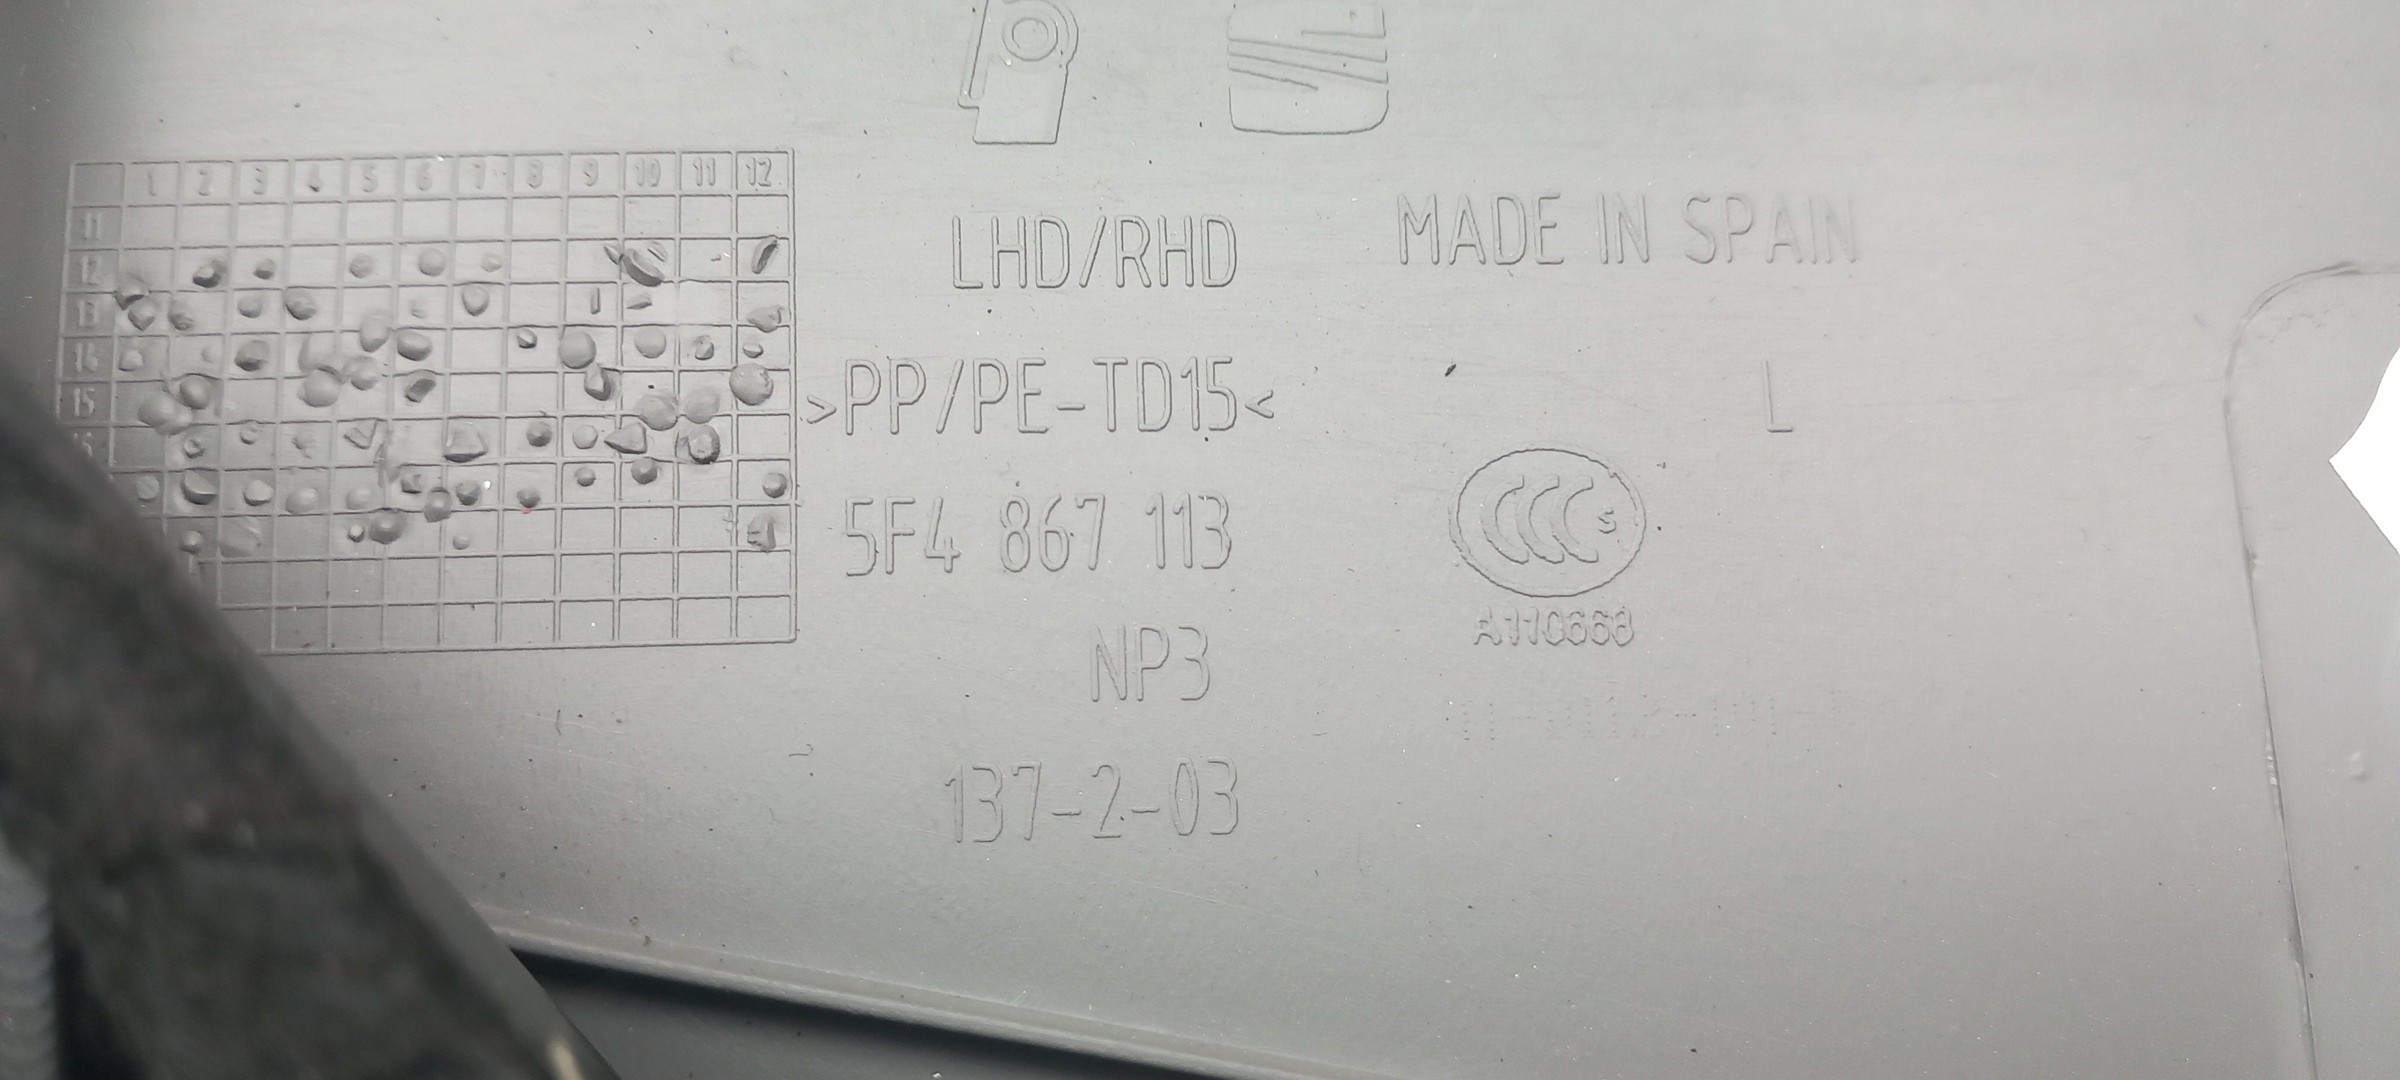 1 2 3 4 5 6 7 8 9 10 11 12
11
12
13
14
15
LHD/RHD
MADE IN SPAIN
>PP/PE-TD15<
L
5F4 867 113
CCC S
A110668
NP3
137-2-03